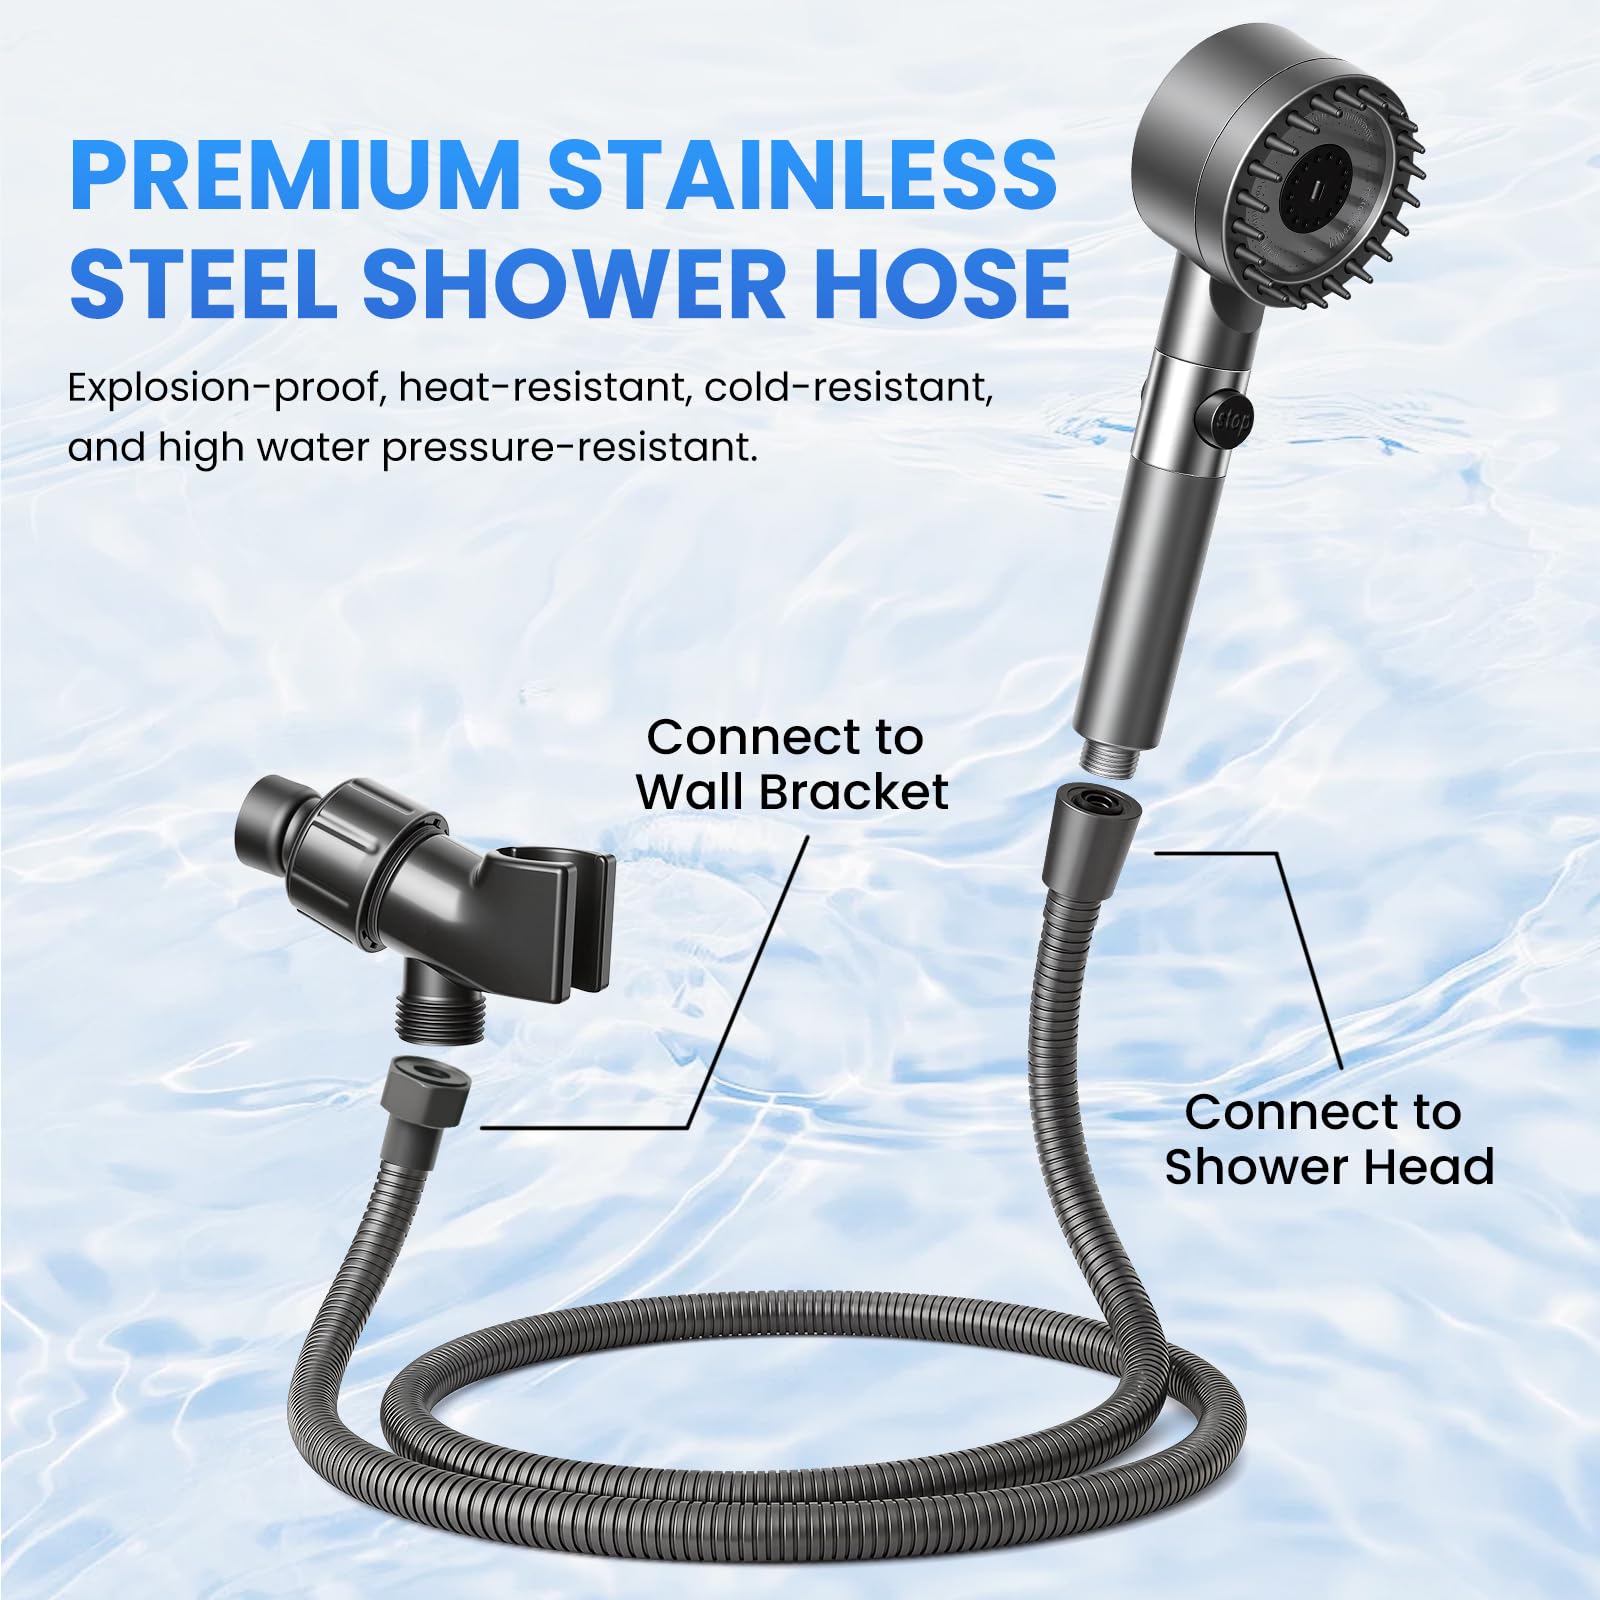 PREMIUM STAINLESS
STEEL SHOWER HOSE
Explosion-proof, heat-resistant, cold-resistant,
and high water pressure-resistant.
stop
Connect to
Wall Bracket
Connect to
Shower Head